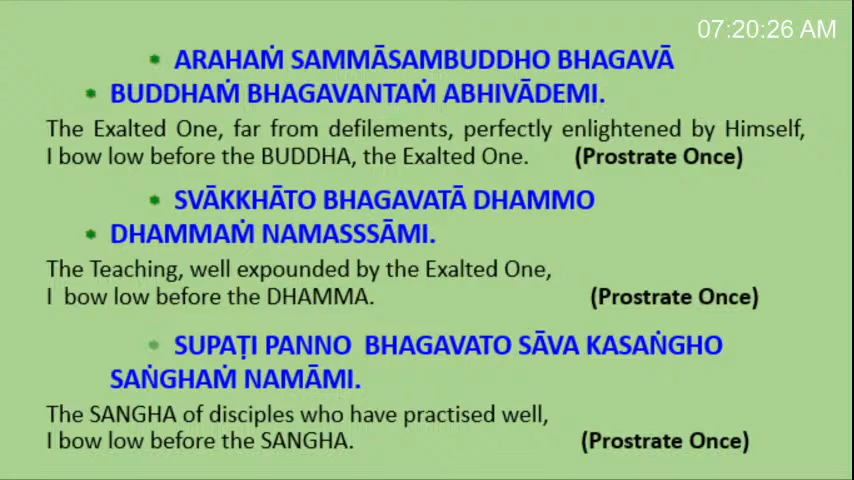 07:20:26 AM
• ARAHAṀ SAMMĀSAMBUDDHO BHAGAVĀ
• BUDDHAṀ BHAGAVANTAṀ ABHIVĀDEMI.
The Exalted One, far from defilements, perfectly enlightened by Himself,
I bow low before the BUDDHA, the Exalted One. (Prostrate Once)
• SVĀKKHĀTO BHAGAVATĀ DHAMMO
• DHAMMAṀ NAMASSSĀMI.
The Teaching, well expounded by the Exalted One,
I bow low before the DHAMMA. (Prostrate Once)
• SUPAṬI PANNO BHAGAVATO SĀVA KASAṄGHO
SAṄGHAṀ NAMĀMI.
The SANGHA of disciples who have practised well,
I bow low before the SANGHA. (Prostrate Once)